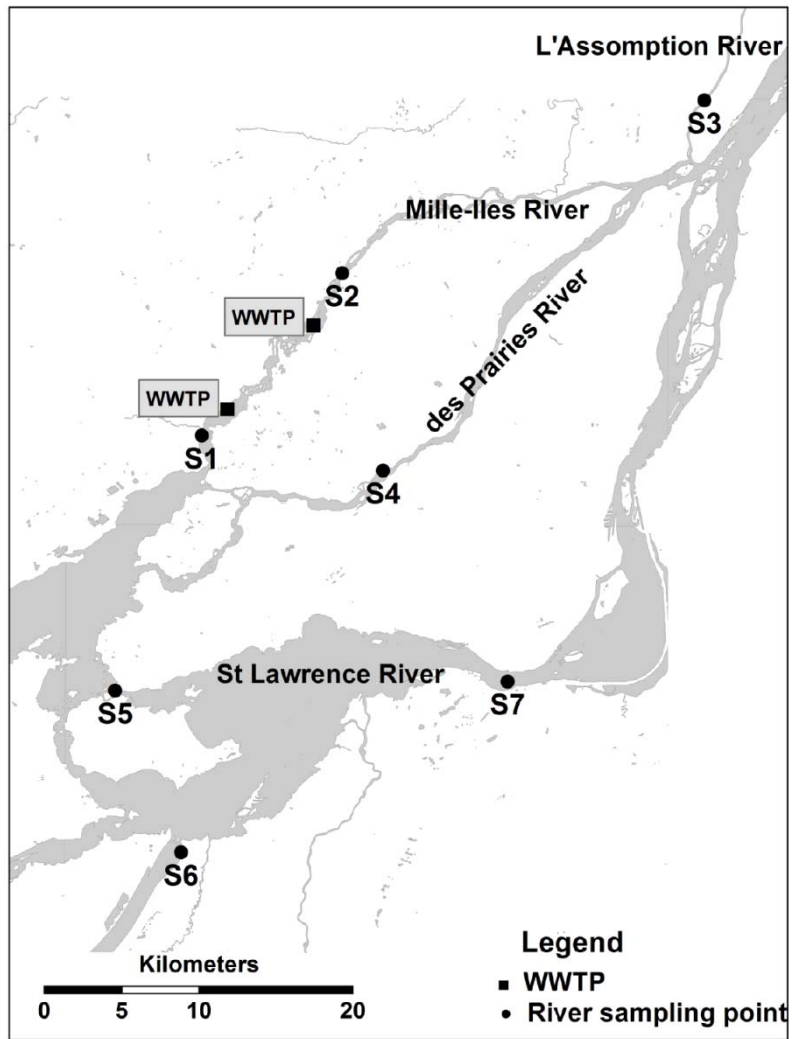 L'Assomption River
S3
Mille-Iles River
S2
WWTP
des Prairies River
WWTP
S1
S4
St Lawrence River
S5
S7
S6
Legend
Kilometers
WWTP
0 5 10 20
River sampling point